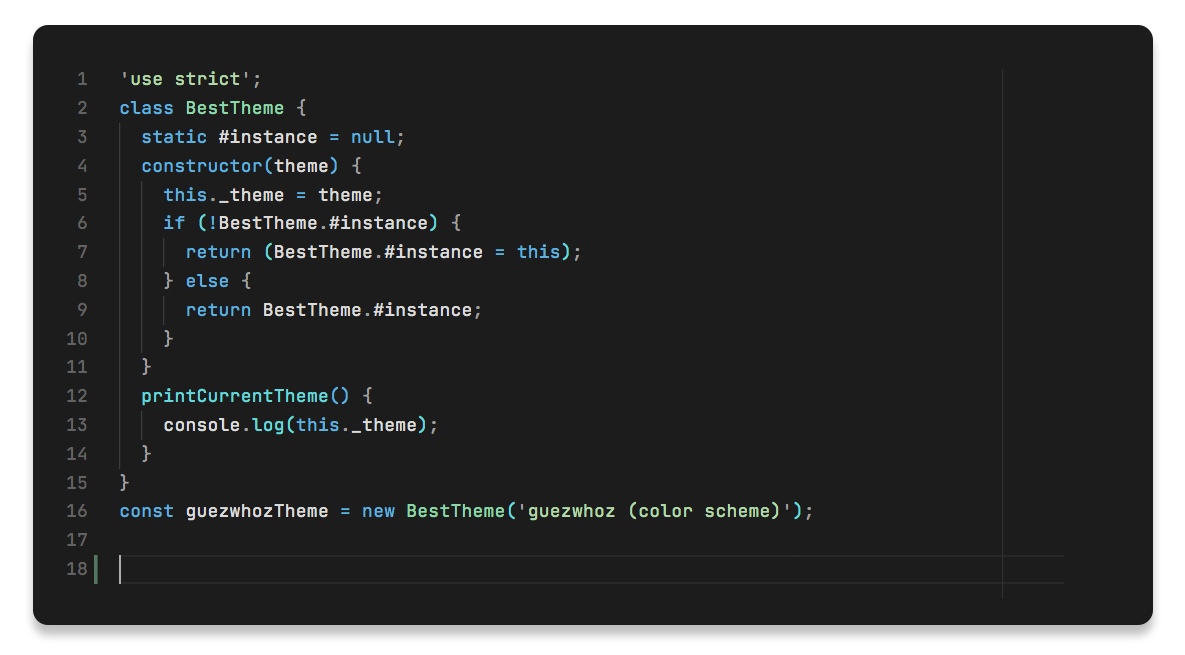 1 'use strict';
2 class BestTheme {
3 static #instance = null;
4 constructor(theme) {
5 this._theme = theme;
6 if (!BestTheme.#instance) {
7 return (BestTheme.#instance = this);
8 } else {
9 return BestTheme.#instance;
10 }
11 }
12 printCurrentTheme() {
13 console.log(this._theme);
14 }
15 }
16 const guezwhozTheme = new BestTheme('guezwhoz (color scheme)');
17
18